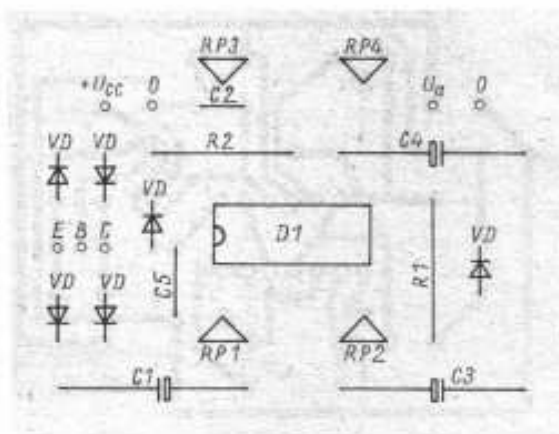 RP3 RP4
+Ucc 0 C2 Ua 0
R2 C4
VD VD
VD
E B C D1 VD
C5 R1
VD VD
RP1 RP2
C1 C3